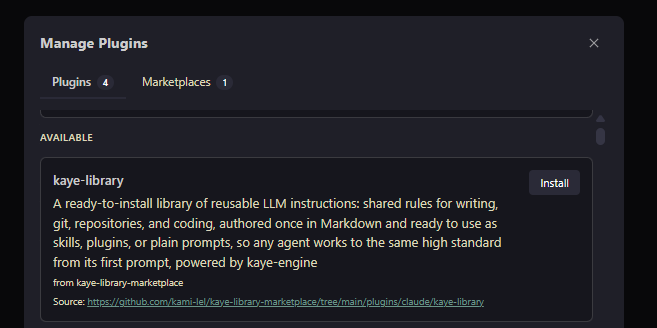 Manage Plugins
Plugins 4 Marketplaces 1
AVAILABLE
kaye-library
Install
A ready-to-install library of reusable LLM instructions: shared rules for writing,
git, repositories, and coding, authored once in Markdown and ready to use as
skills, plugins, or plain prompts, so any agent works to the same high standard
from its first prompt, powered by kaye-engine
from kaye-library-marketplace
Source: https://github.com/kami-lel/kaye-library-marketplace/tree/main/plugins/claude/kaye-library